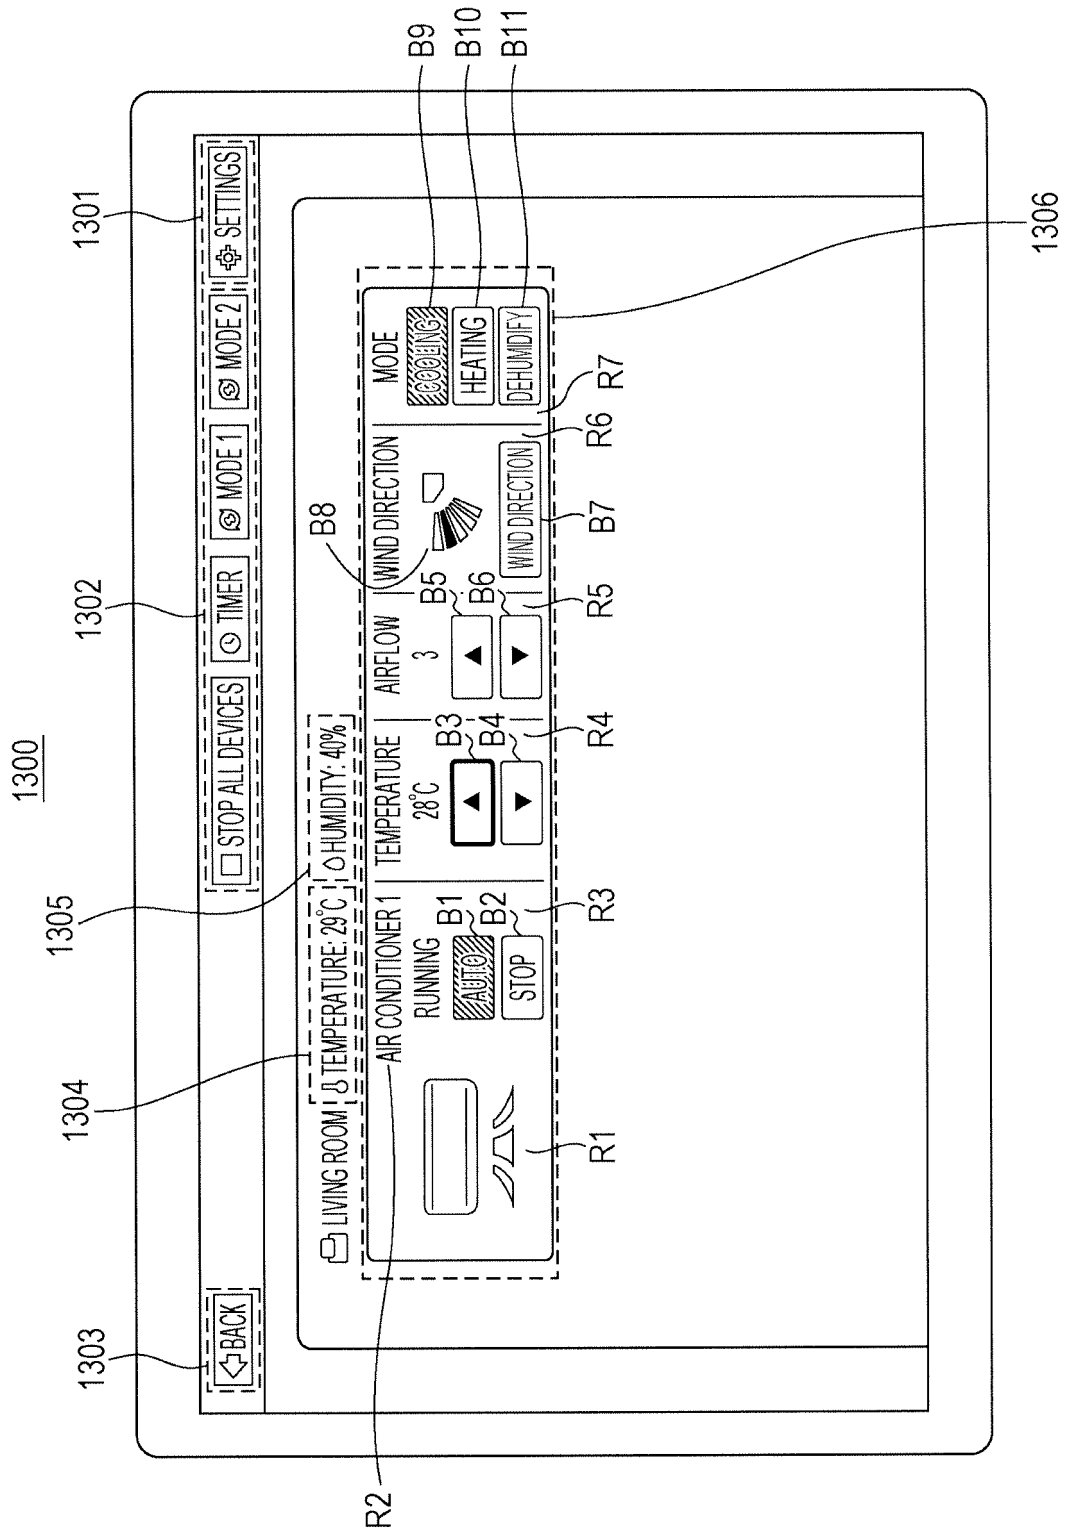 1300
1303
1302
1301
BACK
STOP ALL DEVICES
TIMER
MODE 1
MODE 2
SETTINGS
1304
1305
LIVING ROOM
TEMPERATURE: 29°C
HUMIDITY: 40%
R2
AIR CONDITIONER 1
RUNNING
AUTO
STOP
B1
B2
TEMPERATURE
28°C
▲
▼
B3
B4
AIRFLOW
3
▲
▼
B5
B6
B8
WIND DIRECTION
WIND DIRECTION
MODE
COOLING
HEATING
DEHUMIDIFY
B9
B10
B11
R1
R3
R4
R5
B7
R6
R7
1306